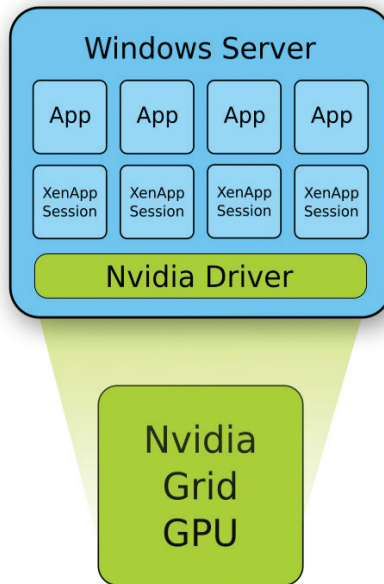 Windows Server
App App App App
XenApp XenApp XenApp XenApp
Session Session Session Session
Nvidia Driver
Nvidia
Grid
GPU